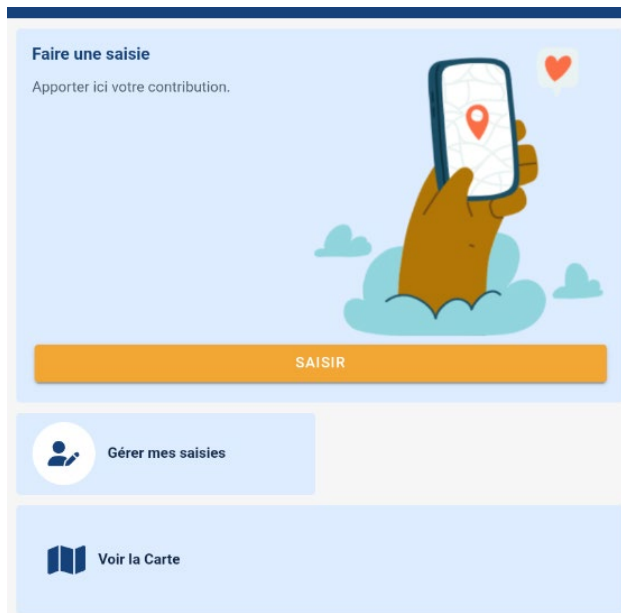 Faire une saisie
Apporter ici votre contribution.
SAISIR
Gérer mes saisies
Voir la Carte